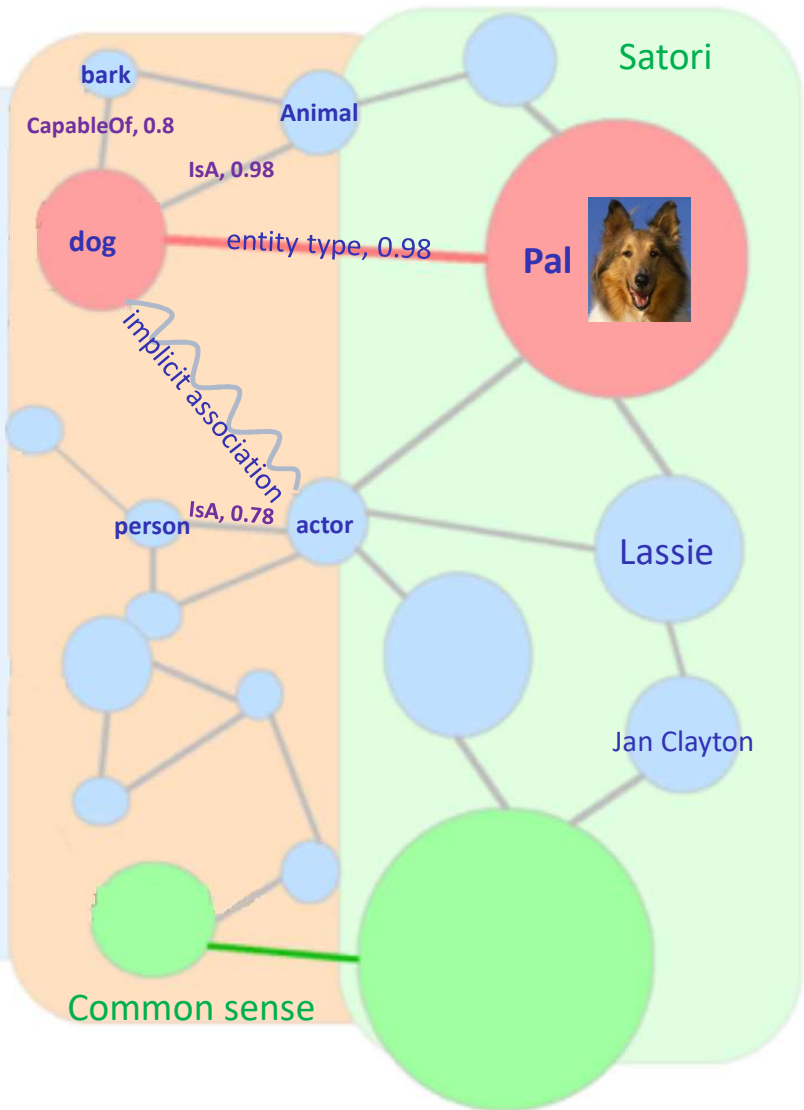 Satori
bark
Animal
CapableOf, 0.8
IsA, 0.98
dog
entity type, 0.98
Pal
implicit association
IsA, 0.78
person
actor
Lassie
Jan Clayton
Common sense